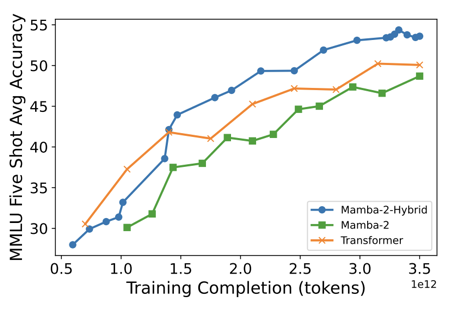 MMLU Five Shot Avg Accuracy
55
50
45
40
35
30
Mamba-2-Hybrid
Mamba-2
Transformer
0.5 1.0 1.5 2.0 2.5 3.0 3.5
1e12
Training Completion (tokens)